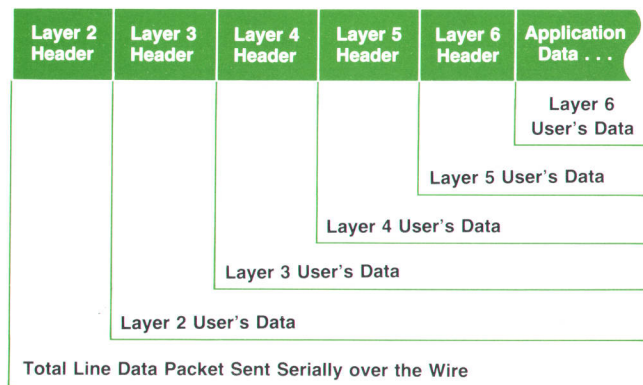 Layer 2
Header
Layer 3
Header
Layer 4
Header
Layer 5
Header
Layer 6
Header
Application
Data . . .
Layer 6
User's Data
Layer 5 User's Data
Layer 4 User's Data
Layer 3 User's Data
Layer 2 User's Data
Total Line Data Packet Sent Serially over the Wire